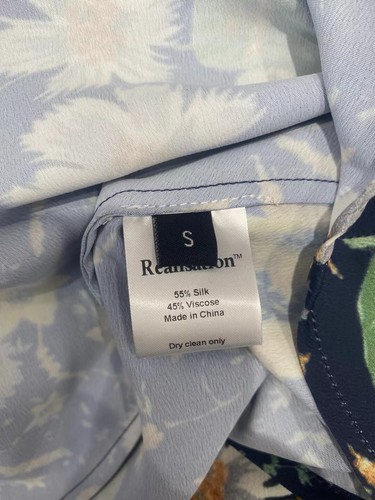 S
Realisation™
55% Silk
45% Viscose
Made in China
Dry clean only